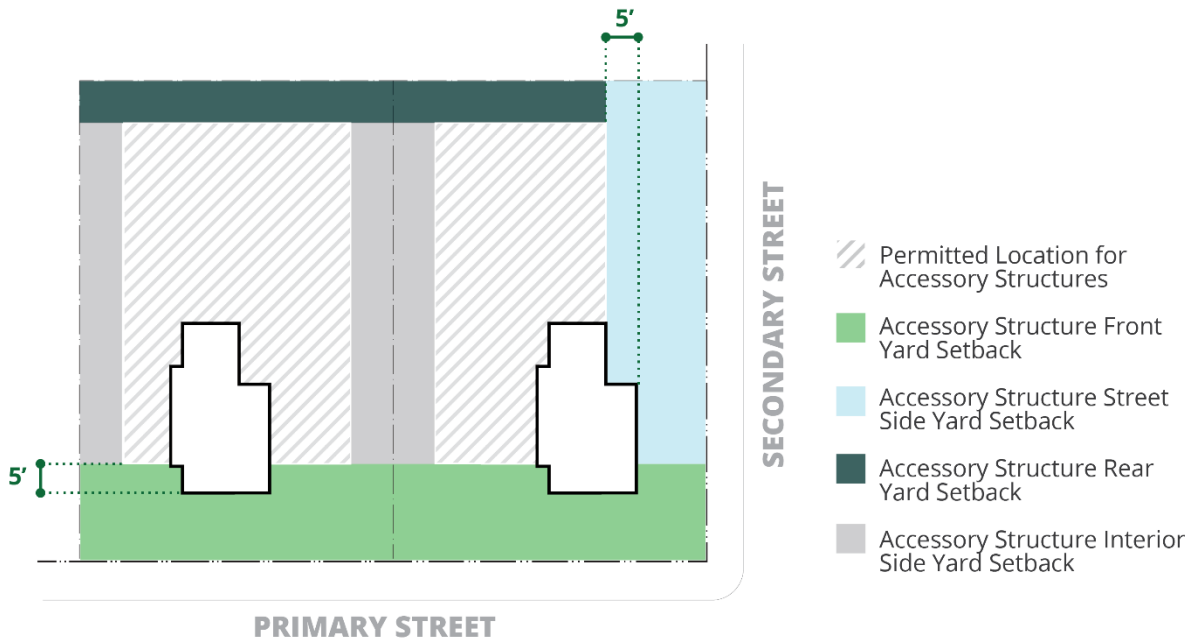 5’
SECONDARY STREET
Permitted Location for
Accessory Structures
Accessory Structure Front
Yard Setback
Accessory Structure Street
Side Yard Setback
Accessory Structure Rear
Yard Setback
Accessory Structure Interior
Side Yard Setback
5’
PRIMARY STREET